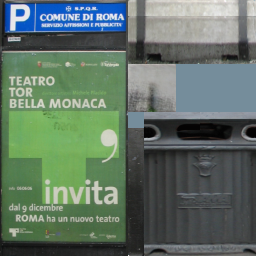 P
S.P.Q.R.
COMUNE DI ROMA
SERVIZIO AFFISSIONI E PUBBLICITA'
TEATRO
TOR
BELLA MONACA
invita
dal 9 dicembre
ROMA ha un nuovo teatro